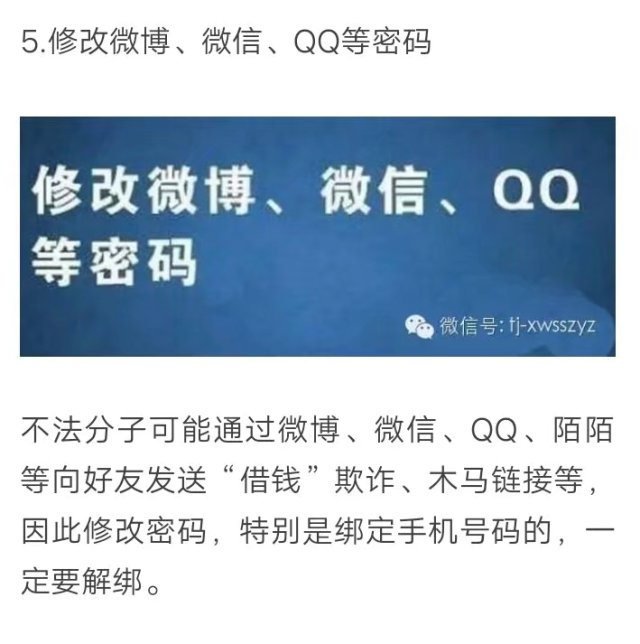 5.修改微博、微信、QQ等密码
修改微博、微信、QQ
等密码
微信号: tj-xwsszyz
不法分子可能通过微博、微信、QQ、陌陌
等向好友发送“借钱”欺诈、木马链接等，
因此修改密码，特别是绑定手机号码的，一
定要解绑。